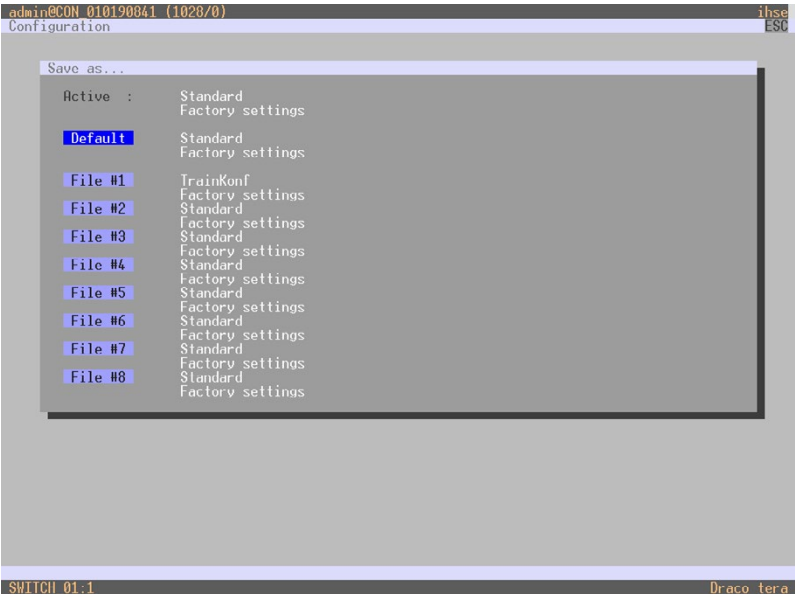 admin@CON 010190841 (1028/0) ihse
Configuration ESC
Save as...
Active : Standard
Factory settings
Default Standard
Factory settings
File #1 TrainKonf
Factory settings
File #2 Standard
Factory settings
File #3 Standard
Factory settings
File #4 Standard
Factory settings
File #5 Standard
Factory settings
File #6 Standard
Factory settings
File #7 Standard
Factory settings
File #8 Standard
Factory settings
SWITCH 01:1 Draco tera